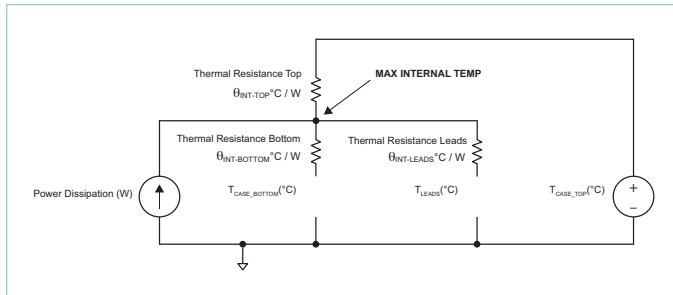 Thermal Resistance Top
θINT-TOP°C / W
MAX INTERNAL TEMP
Thermal Resistance Bottom
θINT-BOTTOM°C / W
Thermal Resistance Leads
θINT-LEADS°C / W
Power Dissipation (W)
TCASE_BOTTOM(°C)
TLEADS(°C)
TCASE_TOP(°C)
+
–